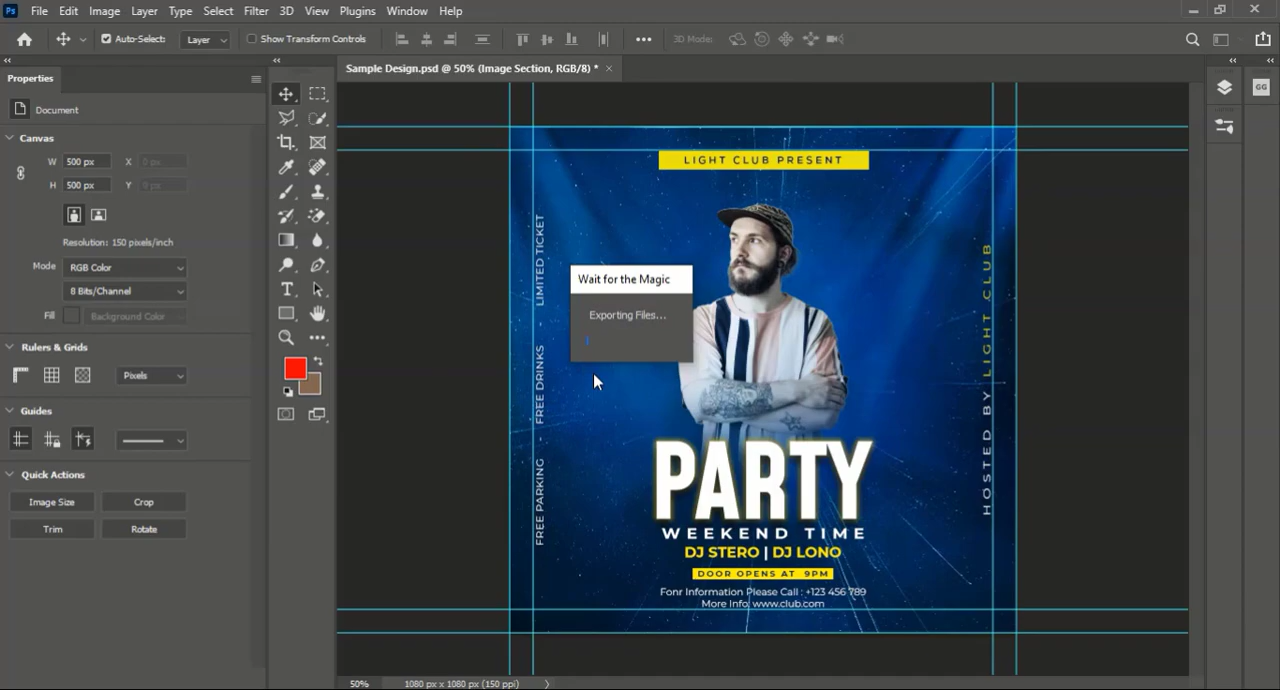 Ps File Edit Image Layer Type Select Filter 3D View Plugins Window Help
Auto-Select: Layer Show Transform Controls 3D Mode:
Properties
Sample Design.psd @ 50% (Image Section, RGB/8) *
GG
Document
Canvas
W 500 px X 0 px
H 500 px Y 0 px
Resolution: 150 pixels/inch
Mode RGB Color
8 Bits/Channel
Fill Background Color
Rulers & Grids
Pixels
Guides
Quick Actions
Image Size Crop
Trim Rotate
LIGHT CLUB PRESENT
FREE PARKING - FREE DRINKS - LIMITED TICKET
HOSTED BY LIGHT CLUB
Wait for the Magic
Exporting Files...
PARTY
WEEKEND TIME
DJ STERO | DJ LONO
DOOR OPENS AT 9PM
Fonr Information Please Call : +123 456 789
More Info: www.club.com
50% 1080 px x 1080 px (150 ppi)